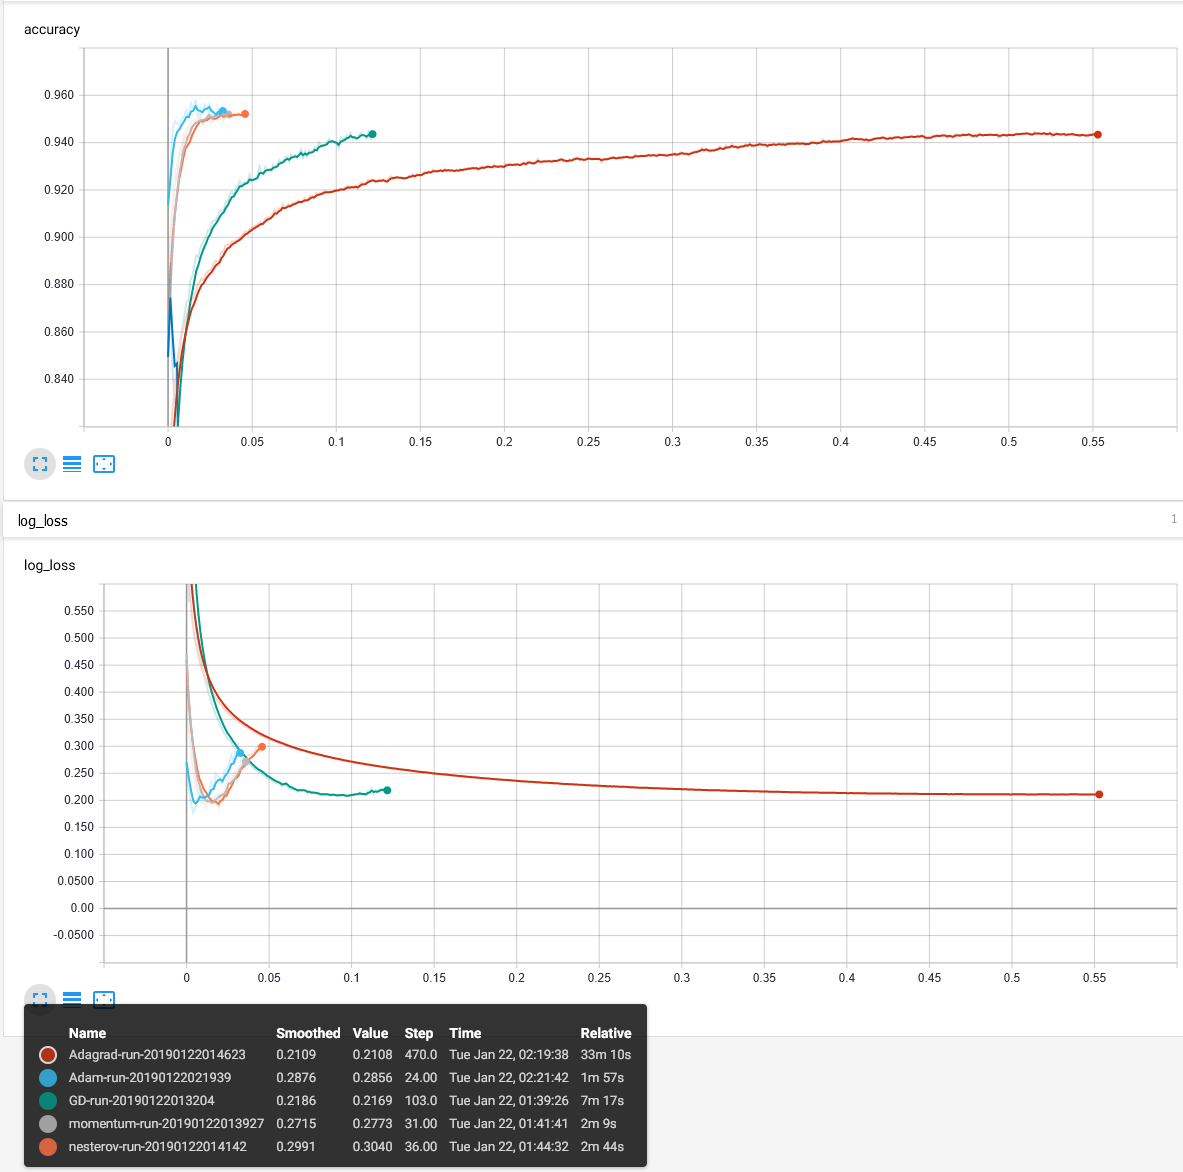 accuracy
0.960
0.940
0.920
0.900
0.880
0.860
0.840
0 0.05 0.1 0.15 0.2 0.25 0.3 0.35 0.4 0.45 0.5 0.55
log_loss 1
log_loss
0.550
0.500
0.450
0.400
0.350
0.300
0.250
0.200
0.150
0.100
0.0500
0.00
-0.0500
0 0.05 0.1 0.15 0.2 0.25 0.3 0.35 0.4 0.45 0.5 0.55
Name Smoothed Value Step Time Relative
Adagrad-run-20190122014623 0.2109 0.2108 470.0 Tue Jan 22, 02:19:38 33m 10s
Adam-run-20190122021939 0.2876 0.2856 24.00 Tue Jan 22, 02:21:42 1m 57s
GD-run-20190122013204 0.2186 0.2169 103.0 Tue Jan 22, 01:39:26 7m 17s
momentum-run-20190122013927 0.2715 0.2773 31.00 Tue Jan 22, 01:41:41 2m 9s
nesterov-run-20190122014142 0.2991 0.3040 36.00 Tue Jan 22, 01:44:32 2m 44s